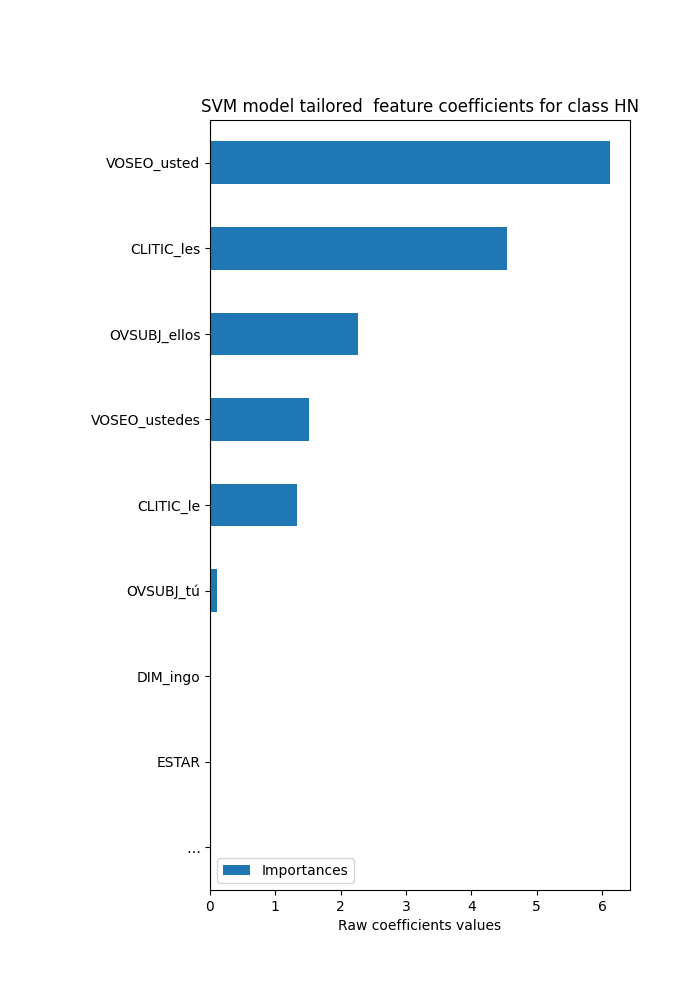 SVM model tailored  feature coefficients for class HN
VOSEO_usted
CLITIC_les
OVSUBJ_ellos
VOSEO_ustedes
CLITIC_le
OVSUBJ_tú
DIM_ingo
ESTAR
...
Importances
0 1 2 3 4 5 6
Raw coefficients values